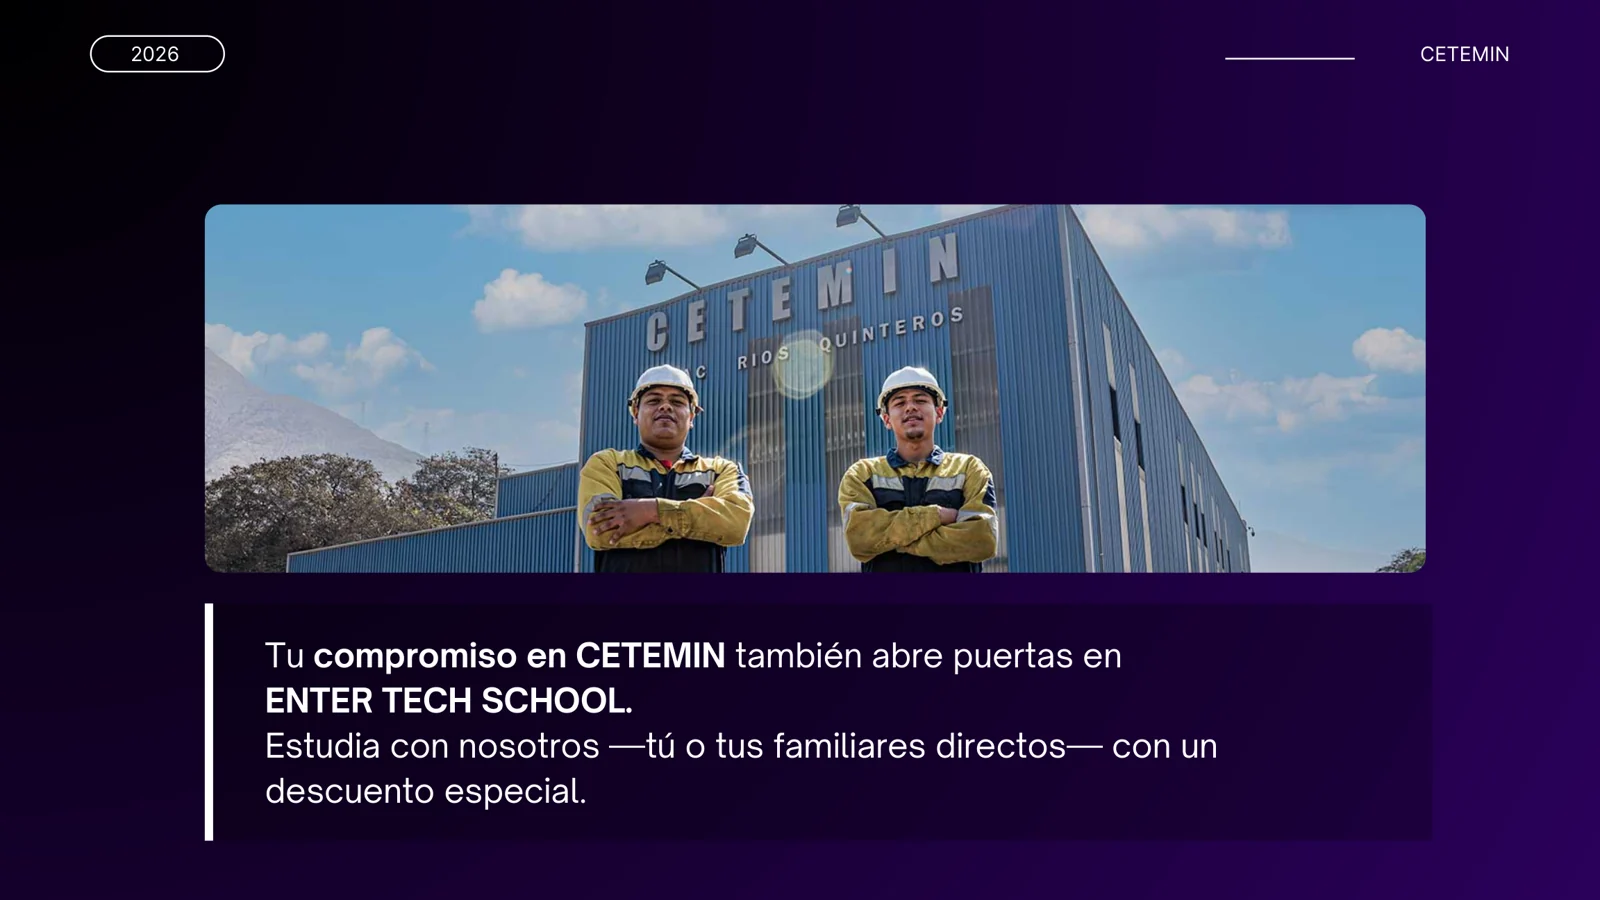 2026
CETEMIN
CETEMIN
RIOS QUINTEROS
Tu compromiso en CETEMIN también abre puertas en
ENTER TECH SCHOOL.
Estudia con nosotros —tú o tus familiares directos— con un
descuento especial.